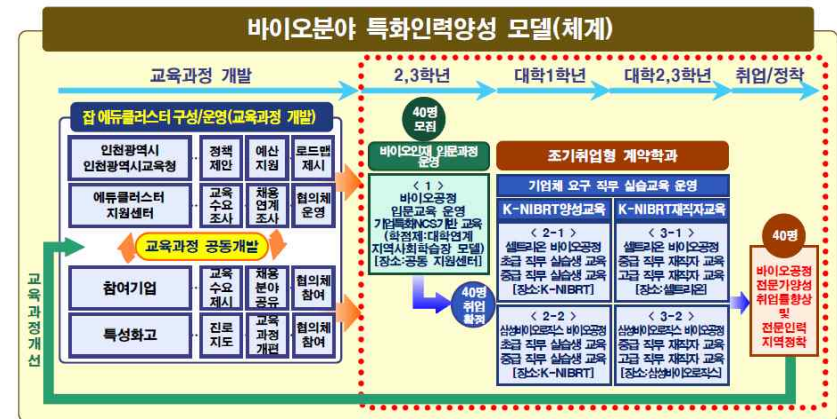 바이오분야 특화인력양성 모델(체계)
교육과정 개발
2,3학년
대학1학년
대학2,3학년
취업/정착
잡 에듀클러스터 구성/운영(교육과정 개발)
인천광역시
인천광역시교육청
정책
제안
예산
지원
로드맵
제시
에듀클러스터
지원센터
교육
수요
조사
채용
연계
조사
협의체
운영
교육과정 공동개발
참여기업
교육
수요
제시
채용
분야
공유
협의체
참여
특성화고
진로
지도
교육
과정
개편
협의체
참여
교육과정개선
40명
모집
바이오인재 입문과정
운영
< 1 >
바이오공정
입문교육 운영
기업특화NCS기반 교육
(학점제:대학연계
지역사회학습장 모델)
[장소:공동 지원센터]
40명
취업
확정
조기취업형 계약학과
기업체 요구 직무 실습교육 운영
K-NIBRT양성교육
K-NIBRT재직자교육
< 2-1 >
셀트리온 바이오공정
초급 직무 실습생 교육
중급 직무 실습생 교육
[장소:K-NIBRT]
< 3-1 >
셀트리온 바이오공정
중급 직무 재직자 교육
고급 직무 재직자 교육
[장소:셀트리온]
< 2-2 >
삼성바이오로직스 바이오공정
초급 직무 실습생 교육
중급 직무 실습생 교육
[장소:K-NIBRT]
< 3-2 >
삼성바이오로직스 바이오공정
중급 직무 재직자 교육
고급 직무 재직자 교육
[장소:삼성바이오로직스]
40명
바이오공정
전문가양성
취업률향상
및
전문인력
지역정착